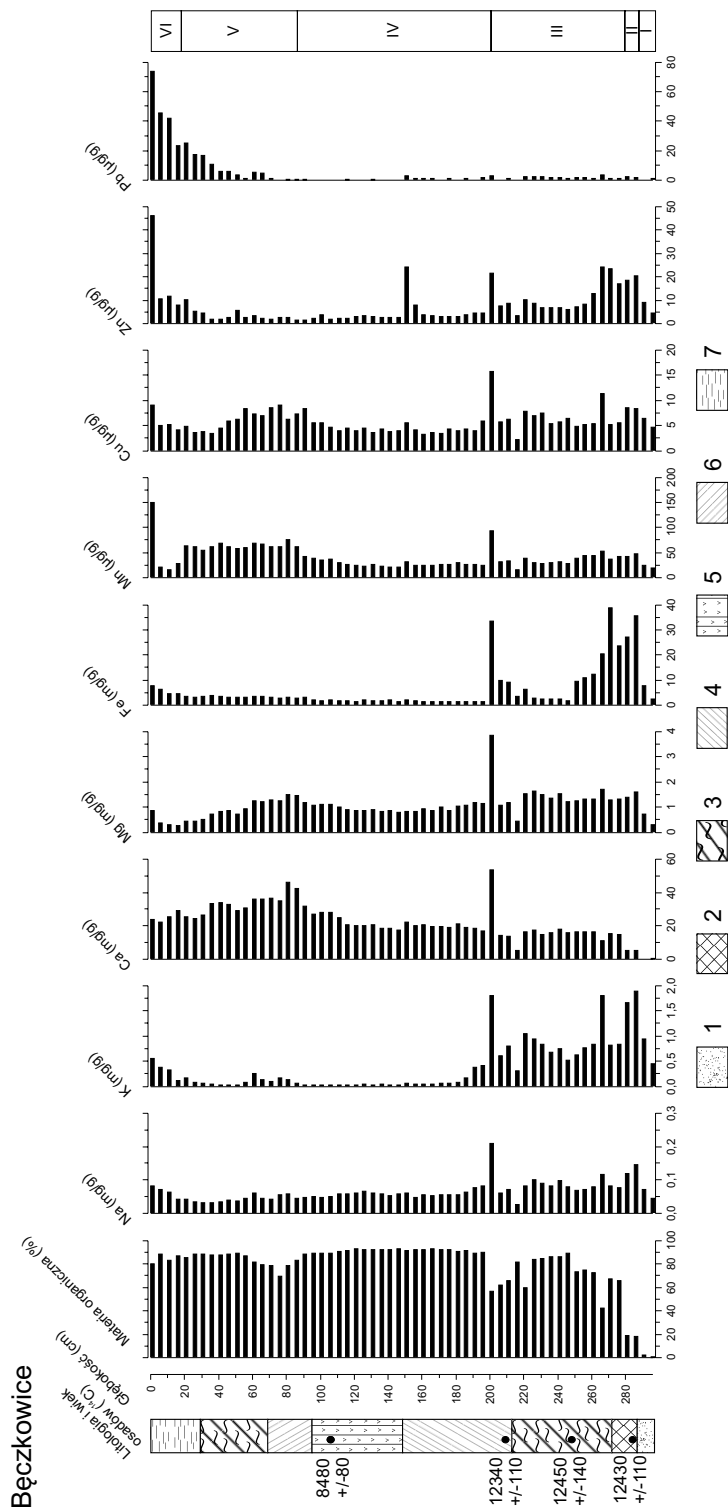 Bęczkowice
Litologia i wiek
osadów (¹⁴C)
Głębokość (cm)
Materia organiczna (%)
Na (mg/g)
K (mg/g)
Ca (mg/g)
Mg (mg/g)
Fe (mg/g)
Mn (µg/g)
Cu (µg/g)
Zn (µg/g)
Pb (µg/g)
8480
+/-80
12340
+/-110
12450
+/-140
12430
+/-110
0 20 40 60 80 100 120 140 160 180 200 220 240 260 280
0 20 40 60 80 100
0,0 0,1 0,2 0,3
0,0 0,5 1,0 1,5 2,0
0 20 40 60
0 1 2 3 4
0 10 20 30 40
0 50 100 150 200
0 5 10 15 20
0 10 20 30 40 50
0 20 40 60 80
VI
V
IV
III
II
I
1 2 3 4 5 6 7